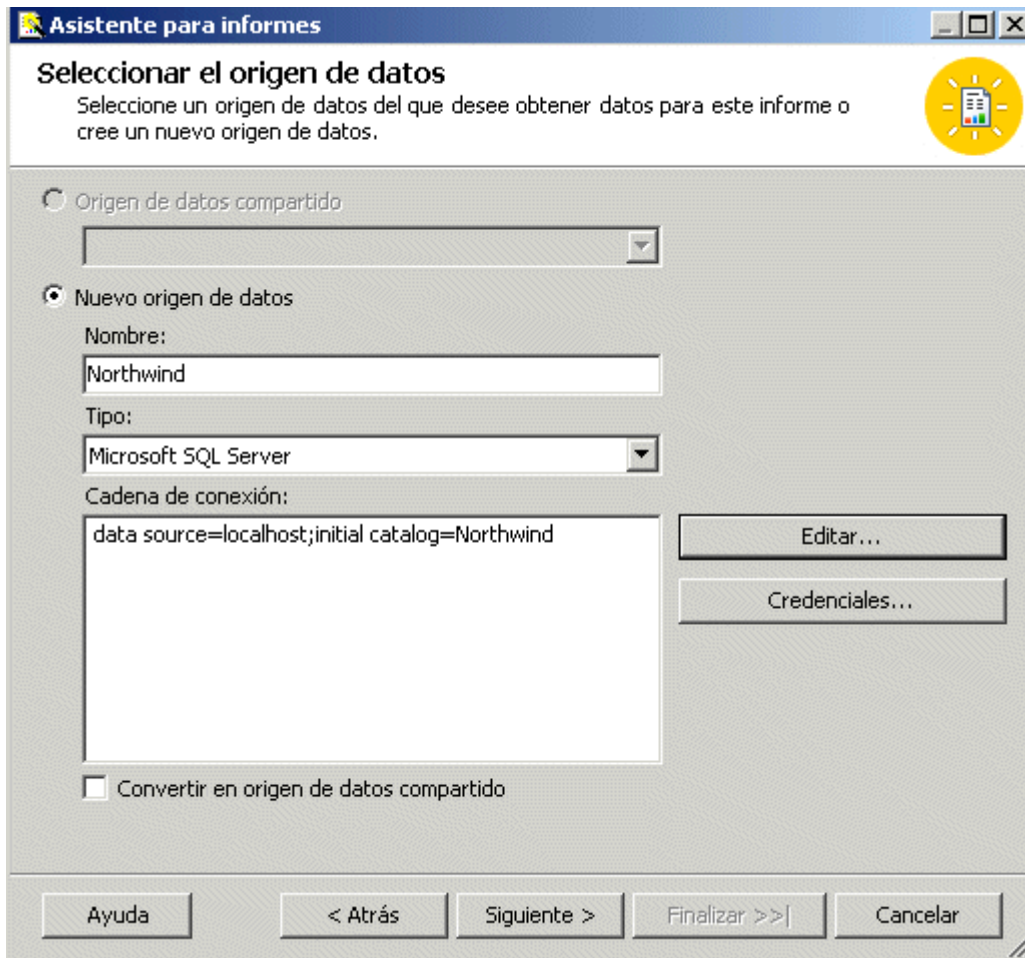 Asistente para informes
Seleccionar el origen de datos
Seleccione un origen de datos del que desee obtener datos para este informe o
cree un nuevo origen de datos.
Origen de datos compartido
Nuevo origen de datos
Nombre:
Northwind
Tipo:
Microsoft SQL Server
Cadena de conexión:
data source=localhost;initial catalog=Northwind
Editar...
Credenciales...
Convertir en origen de datos compartido
Ayuda
< Atrás
Siguiente >
Finalizar >>|
Cancelar